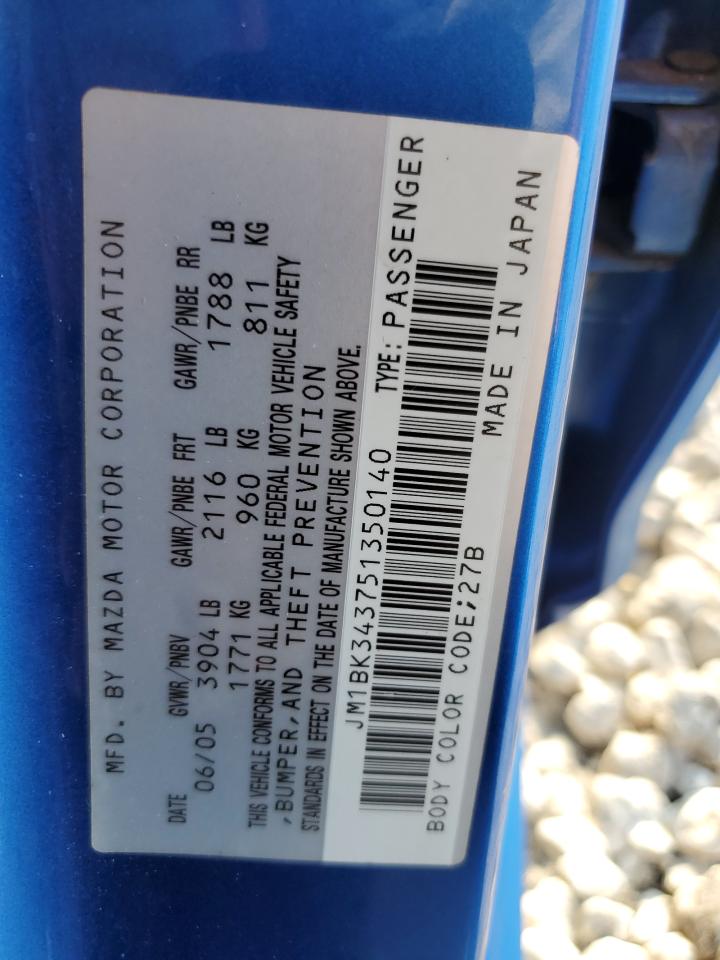 MFD. BY MAZDA MOTOR CORPORATION
DATE GVWR/PNBV GAWR/PNBE FRT GAWR/PNBE RR
06/05 3904 LB 2116 LB 1788 LB
1771 KG 960 KG 811 KG
THIS VEHICLE CONFORMS TO ALL APPLICABLE FEDERAL MOTOR VEHICLE SAFETY
,BUMPER,AND THEFT PREVENTION
STANDARDS IN EFFECT ON THE DATE OF MANUFACTURE SHOWN ABOVE.
JM1BK343751350140 TYPE: PASSENGER
BODY COLOR CODE;27B MADE IN JAPAN